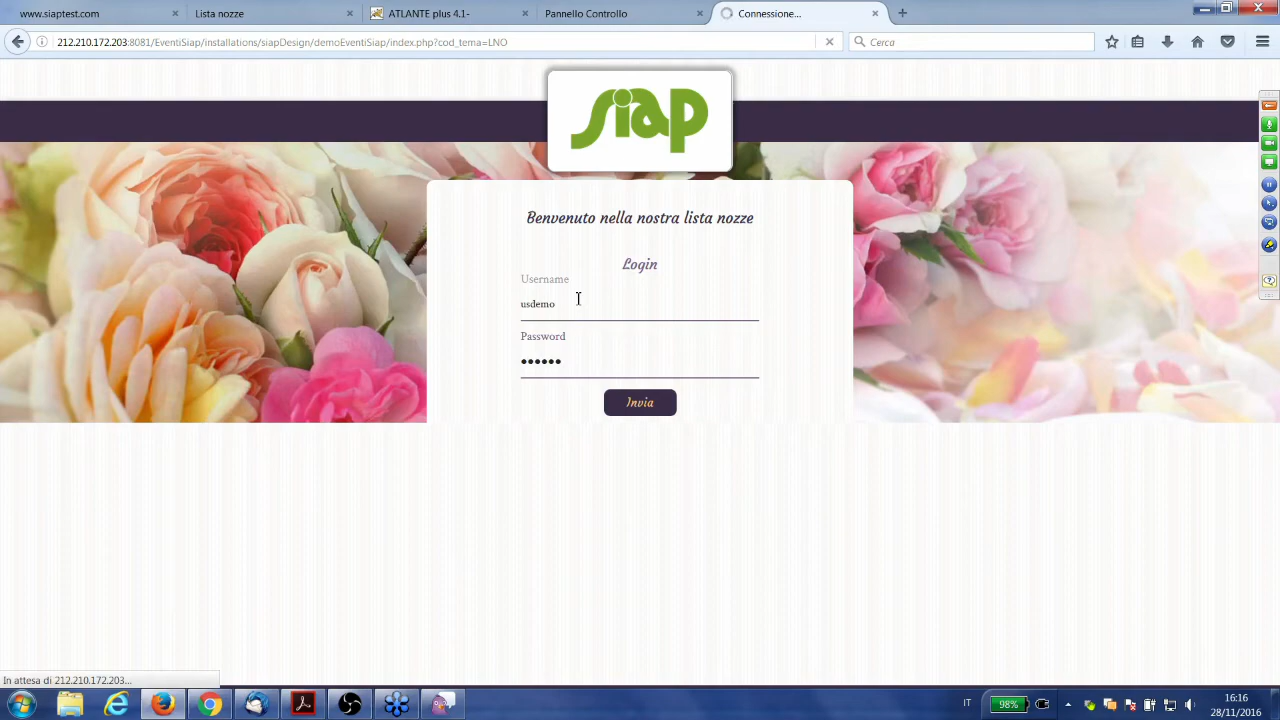 www.siaptest.com
Lista nozze
ATLANTE plus 4.1-
Pannello Controllo
Connessione...
212.210.172.203:8081/EventiSiap/installations/siapDesign/demoEventiSiap/index.php?cod_tema=LNO
Cerca
siap
Benvenuto nella nostra lista nozze
Login
Username
usdemo
Password
••••••
Invia
In attesa di 212.210.172.203...
IT
98%
16:16
28/11/2016